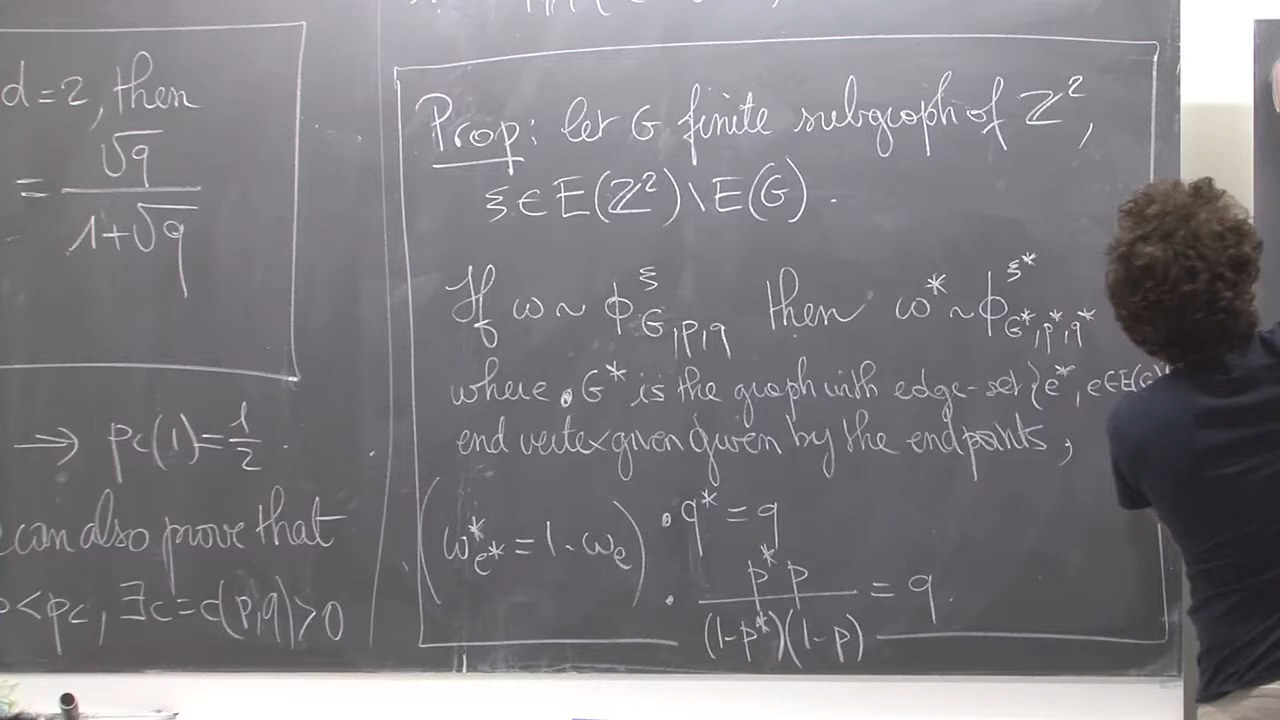 d=2, then
= √q / (1+√q)
→ pc(1)=1/2.
can also prove that
<pc, ∃c=c(p,q)>0
Prop: let G finite subgraph of ℤ²,
ξ∈E(ℤ²)\E(G).
If ω ~ ϕ^ξ_{G,p,q} then ω* ~ ϕ^{ξ*}_{G*,p*,q*}
where • G* is the graph with edge-set {e*, e∈E(G)
end vertex given given by the endpoints,
(ω*_{e*} = 1-ω_e) • q* = q
• p*p / ((1-p*)(1-p)) = q.